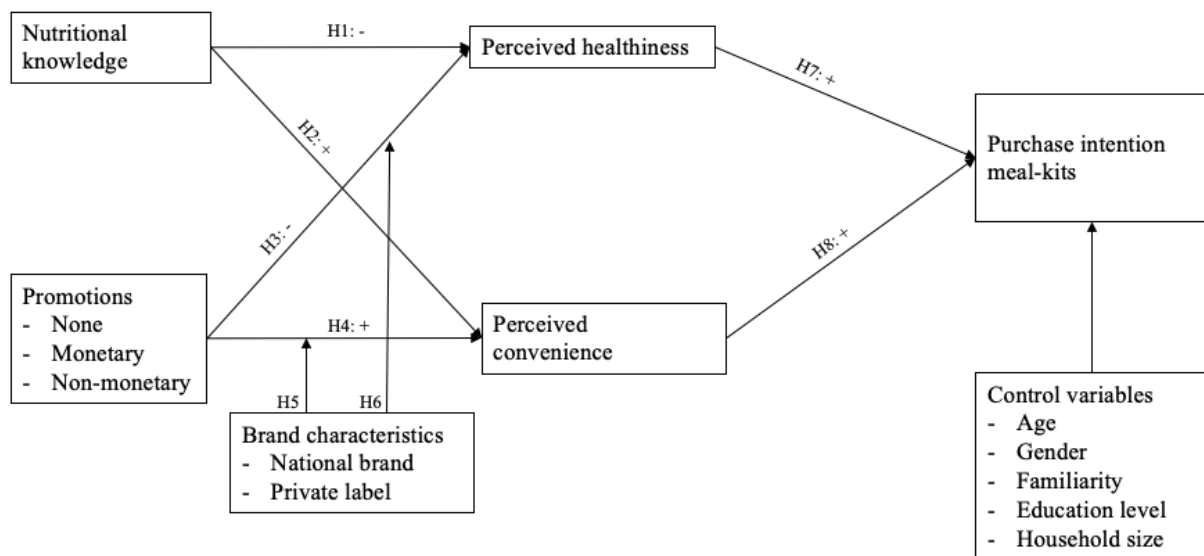 Nutritional
knowledge
H1: -
Perceived healthiness
H7: +
H2: +
Purchase intention
meal-kits
H3: -
H8: +
Promotions
- None
- Monetary
- Non-monetary
H4: +
Perceived
convenience
H5
H6
Brand characteristics
- National brand
- Private label
Control variables
- Age
- Gender
- Familiarity
- Education level
- Household size